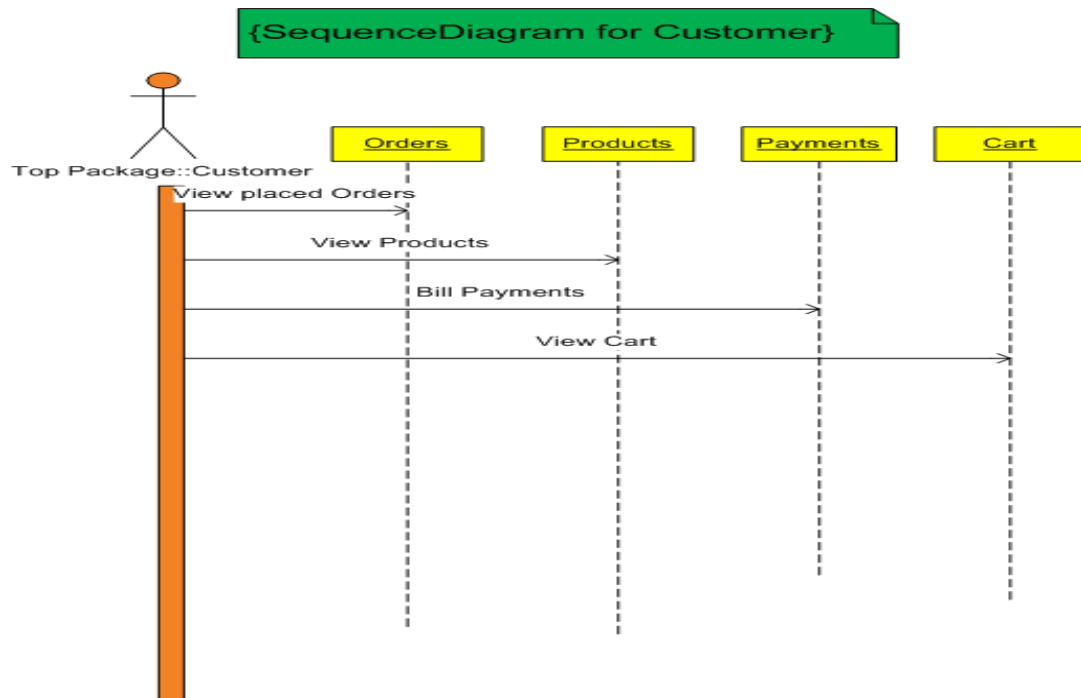 {SequenceDiagram for Customer}
Orders
Products
Payments
Cart
Top Package::Customer
View placed Orders
View Products
Bill Payments
View Cart